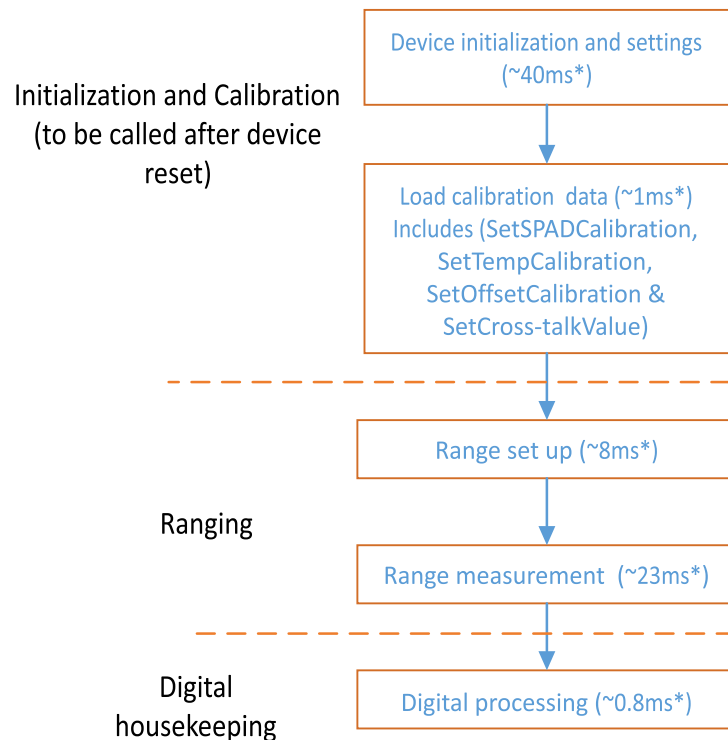 Device initialization and settings
(~40ms*)
Initialization and Calibration
(to be called after device
reset)
Load calibration data (~1ms*)
Includes (SetSPADCalibration,
SetTempCalibration,
SetOffsetCalibration &
SetCross-talkValue)
Range set up (~8ms*)
Ranging
Range measurement (~23ms*)
Digital
housekeeping
Digital processing (~0.8ms*)